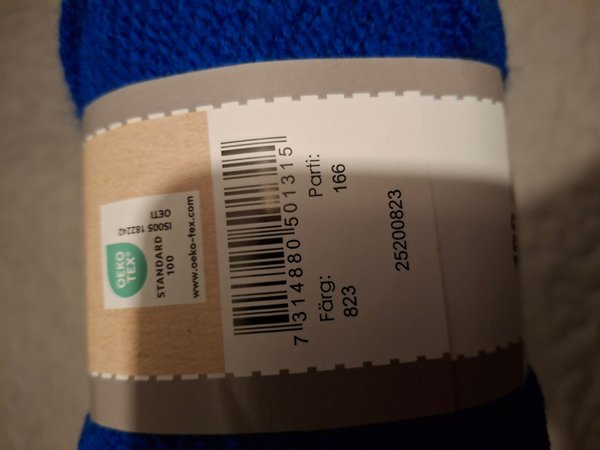 OEKO
TEX®
STANDARD
100
www.oeko-tex.com
IS005 182242
OETI
7 314880 501315
Färg:
823
Parti:
166
25200823